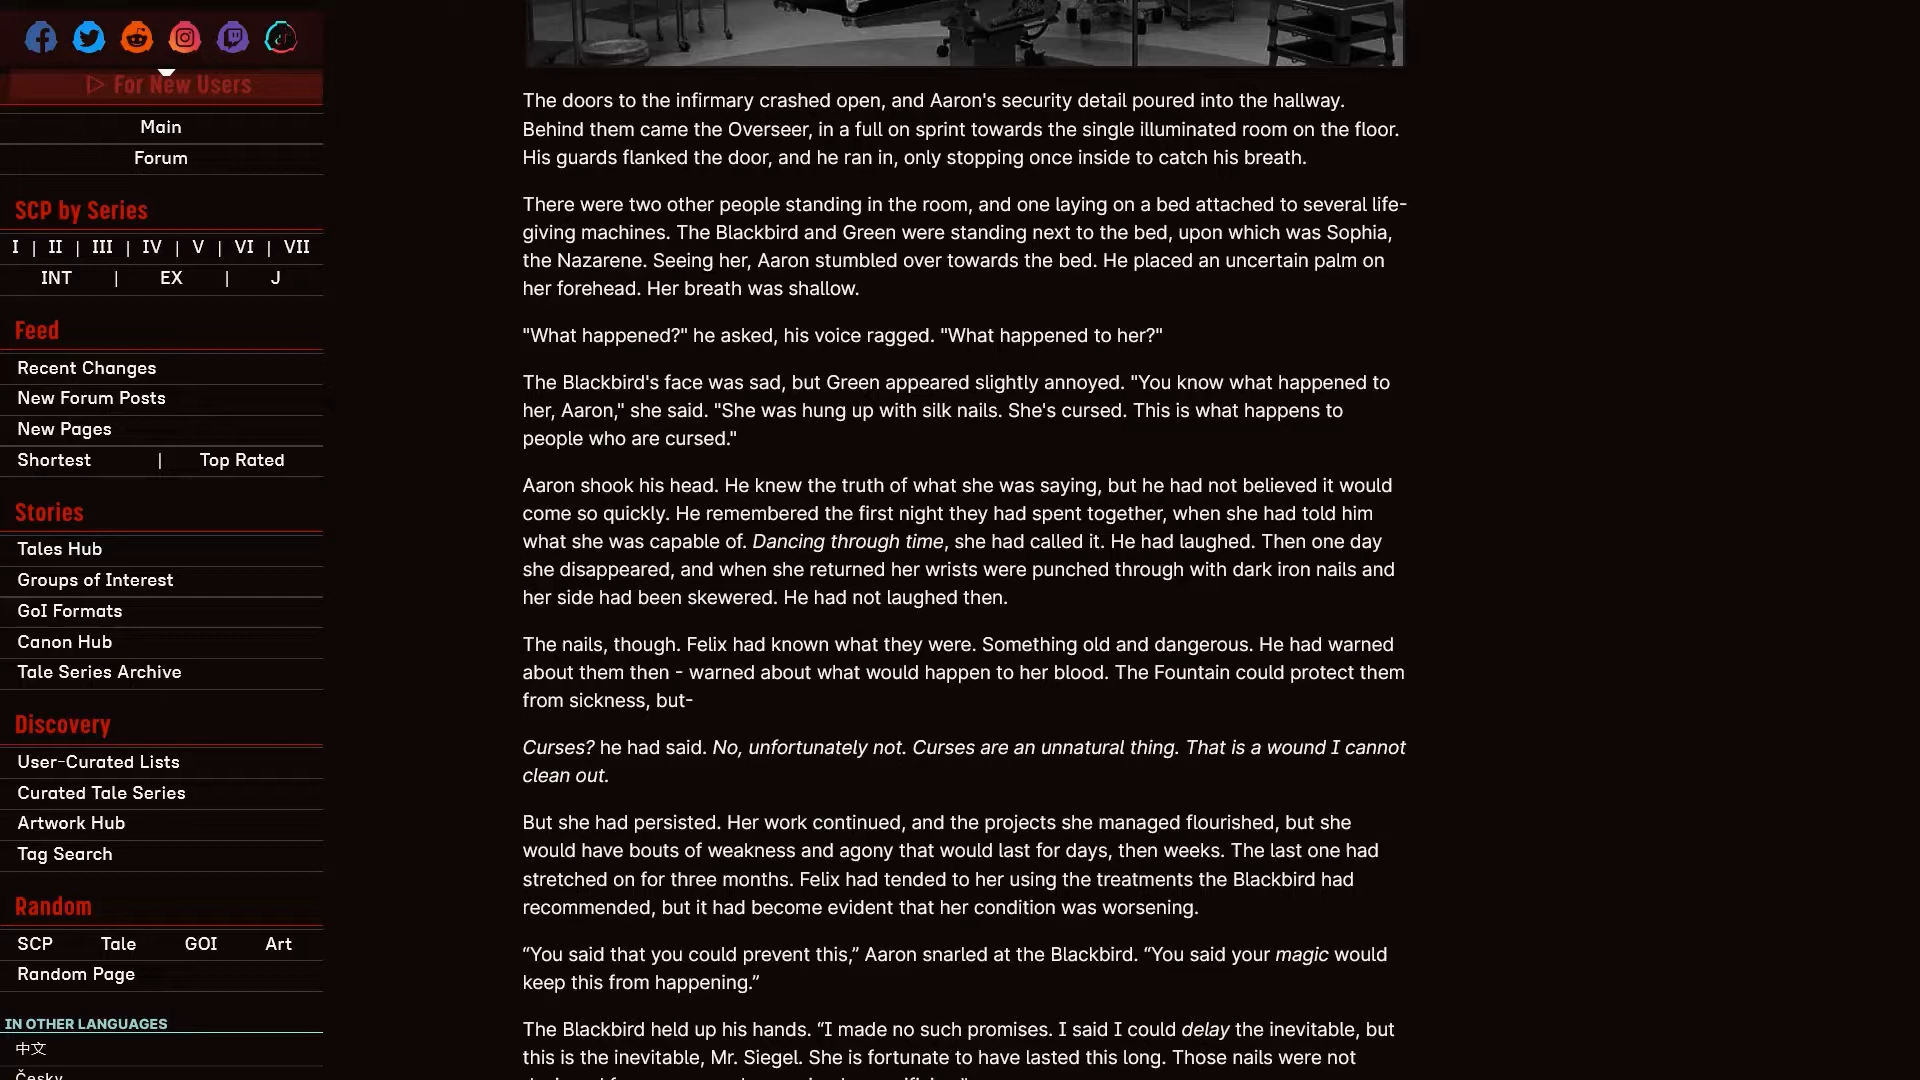 ▷ For New Users
Main
Forum
SCP by Series
I | II | III | IV | V | VI | VII
INT | EX | J
Feed
Recent Changes
New Forum Posts
New Pages
Shortest | Top Rated
Stories
Tales Hub
Groups of Interest
GoI Formats
Canon Hub
Tale Series Archive
Discovery
User-Curated Lists
Curated Tale Series
Artwork Hub
Tag Search
Random
SCP Tale GOI Art
Random Page
IN OTHER LANGUAGES
中文
Česky
The doors to the infirmary crashed open, and Aaron's security detail poured into the hallway.
Behind them came the Overseer, in a full on sprint towards the single illuminated room on the floor.
His guards flanked the door, and he ran in, only stopping once inside to catch his breath.
There were two other people standing in the room, and one laying on a bed attached to several life-
giving machines. The Blackbird and Green were standing next to the bed, upon which was Sophia,
the Nazarene. Seeing her, Aaron stumbled over towards the bed. He placed an uncertain palm on
her forehead. Her breath was shallow.
"What happened?" he asked, his voice ragged. "What happened to her?"
The Blackbird's face was sad, but Green appeared slightly annoyed. "You know what happened to
her, Aaron," she said. "She was hung up with silk nails. She's cursed. This is what happens to
people who are cursed."
Aaron shook his head. He knew the truth of what she was saying, but he had not believed it would
come so quickly. He remembered the first night they had spent together, when she had told him
what she was capable of. Dancing through time, she had called it. He had laughed. Then one day
she disappeared, and when she returned her wrists were punched through with dark iron nails and
her side had been skewered. He had not laughed then.
The nails, though. Felix had known what they were. Something old and dangerous. He had warned
about them then - warned about what would happen to her blood. The Fountain could protect them
from sickness, but-
Curses? he had said. No, unfortunately not. Curses are an unnatural thing. That is a wound I cannot
clean out.
But she had persisted. Her work continued, and the projects she managed flourished, but she
would have bouts of weakness and agony that would last for days, then weeks. The last one had
stretched on for three months. Felix had tended to her using the treatments the Blackbird had
recommended, but it had become evident that her condition was worsening.
“You said that you could prevent this,” Aaron snarled at the Blackbird. “You said your magic would
keep this from happening.”
The Blackbird held up his hands. “I made no such promises. I said I could delay the inevitable, but
this is the inevitable, Mr. Siegel. She is fortunate to have lasted this long. Those nails were not